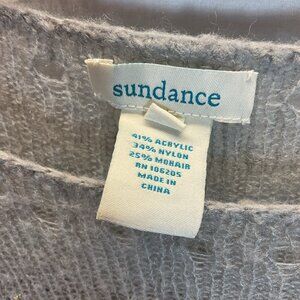 sundance
41% ACRYLIC
34% NYLON
25% MOHAIR
RN 106205
MADE IN
CHINA